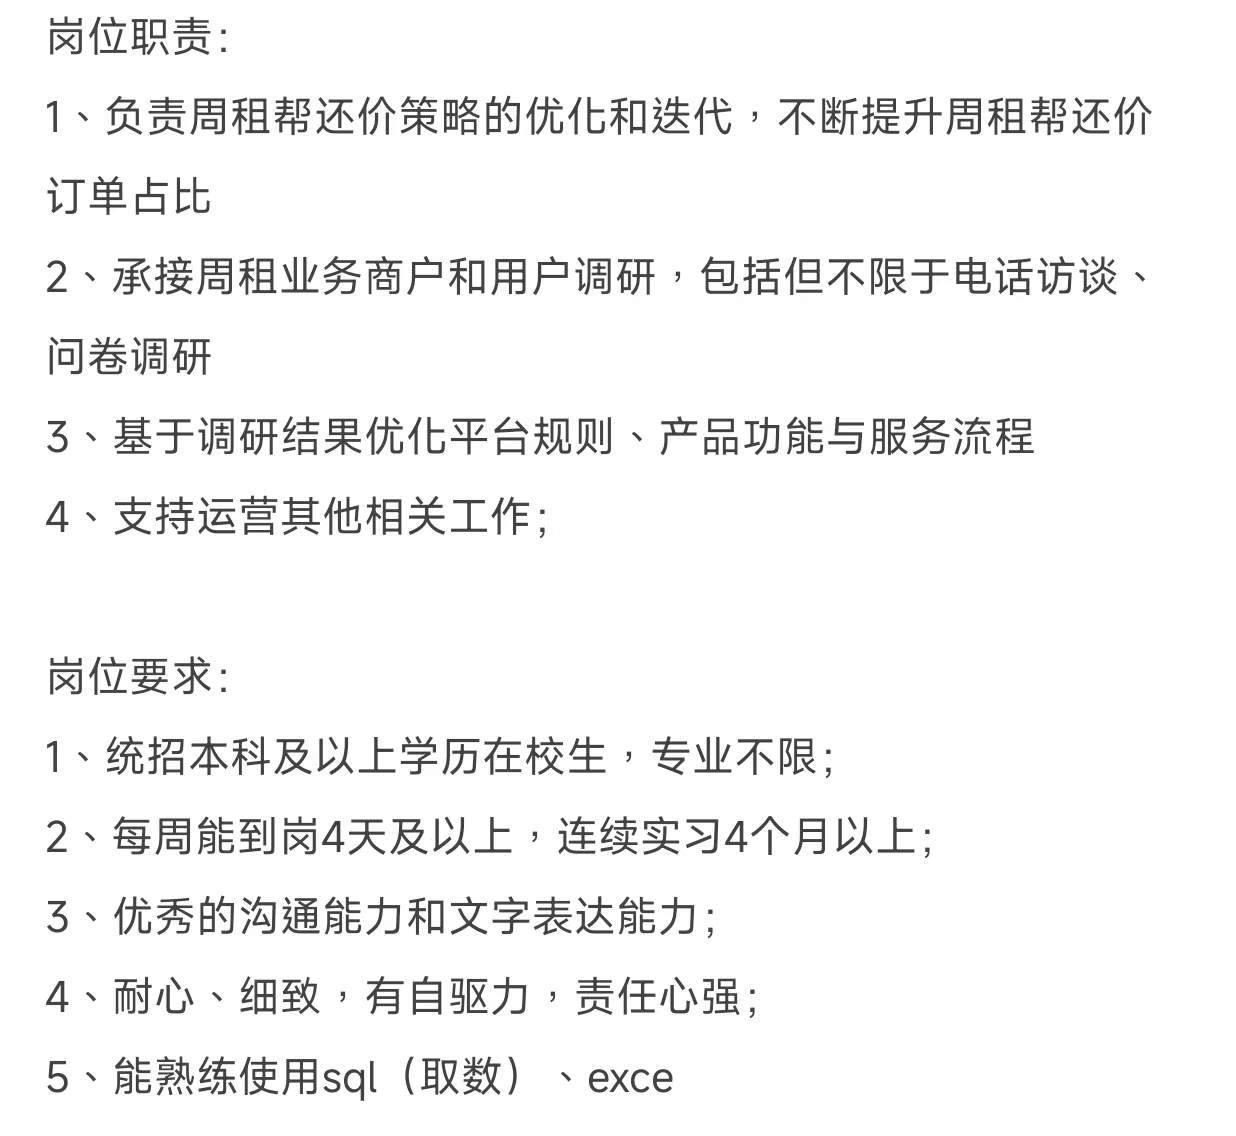 岗位职责：
1、负责周租帮还价策略的优化和迭代，不断提升周租帮还价
订单占比
2、承接周租业务商户和用户调研，包括但不限于电话访谈、
问卷调研
3、基于调研结果优化平台规则、产品功能与服务流程
4、支持运营其他相关工作；
岗位要求：
1、统招本科及以上学历在校生，专业不限；
2、每周能到岗4天及以上，连续实习4个月以上；
3、优秀的沟通能力和文字表达能力；
4、耐心、细致，有自驱力，责任心强；
5、能熟练使用sql（取数）、exce